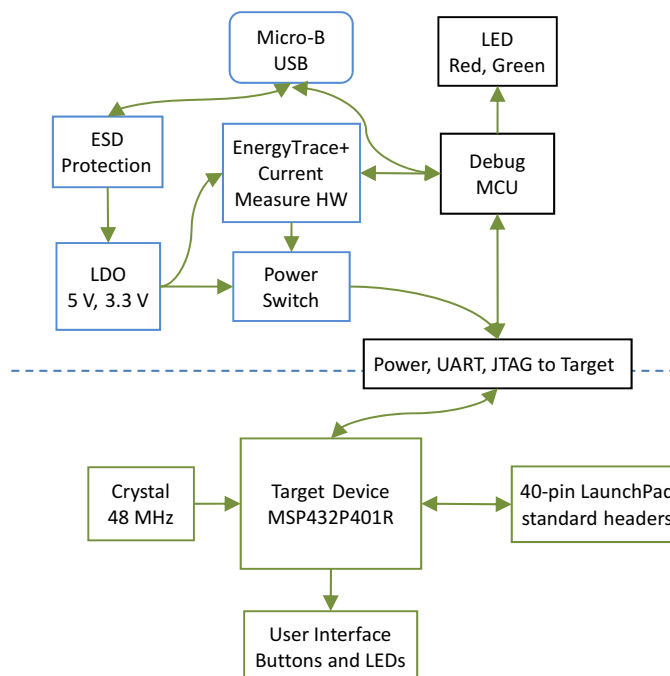 Micro-B
USB
LED
Red, Green
ESD
Protection
EnergyTrace+
Current
Measure HW
Debug
MCU
LDO
5 V, 3.3 V
Power
Switch
Power, UART, JTAG to Target
Crystal
48 MHz
Target Device
MSP432P401R
40-pin LaunchPad
standard headers
User Interface
Buttons and LEDs